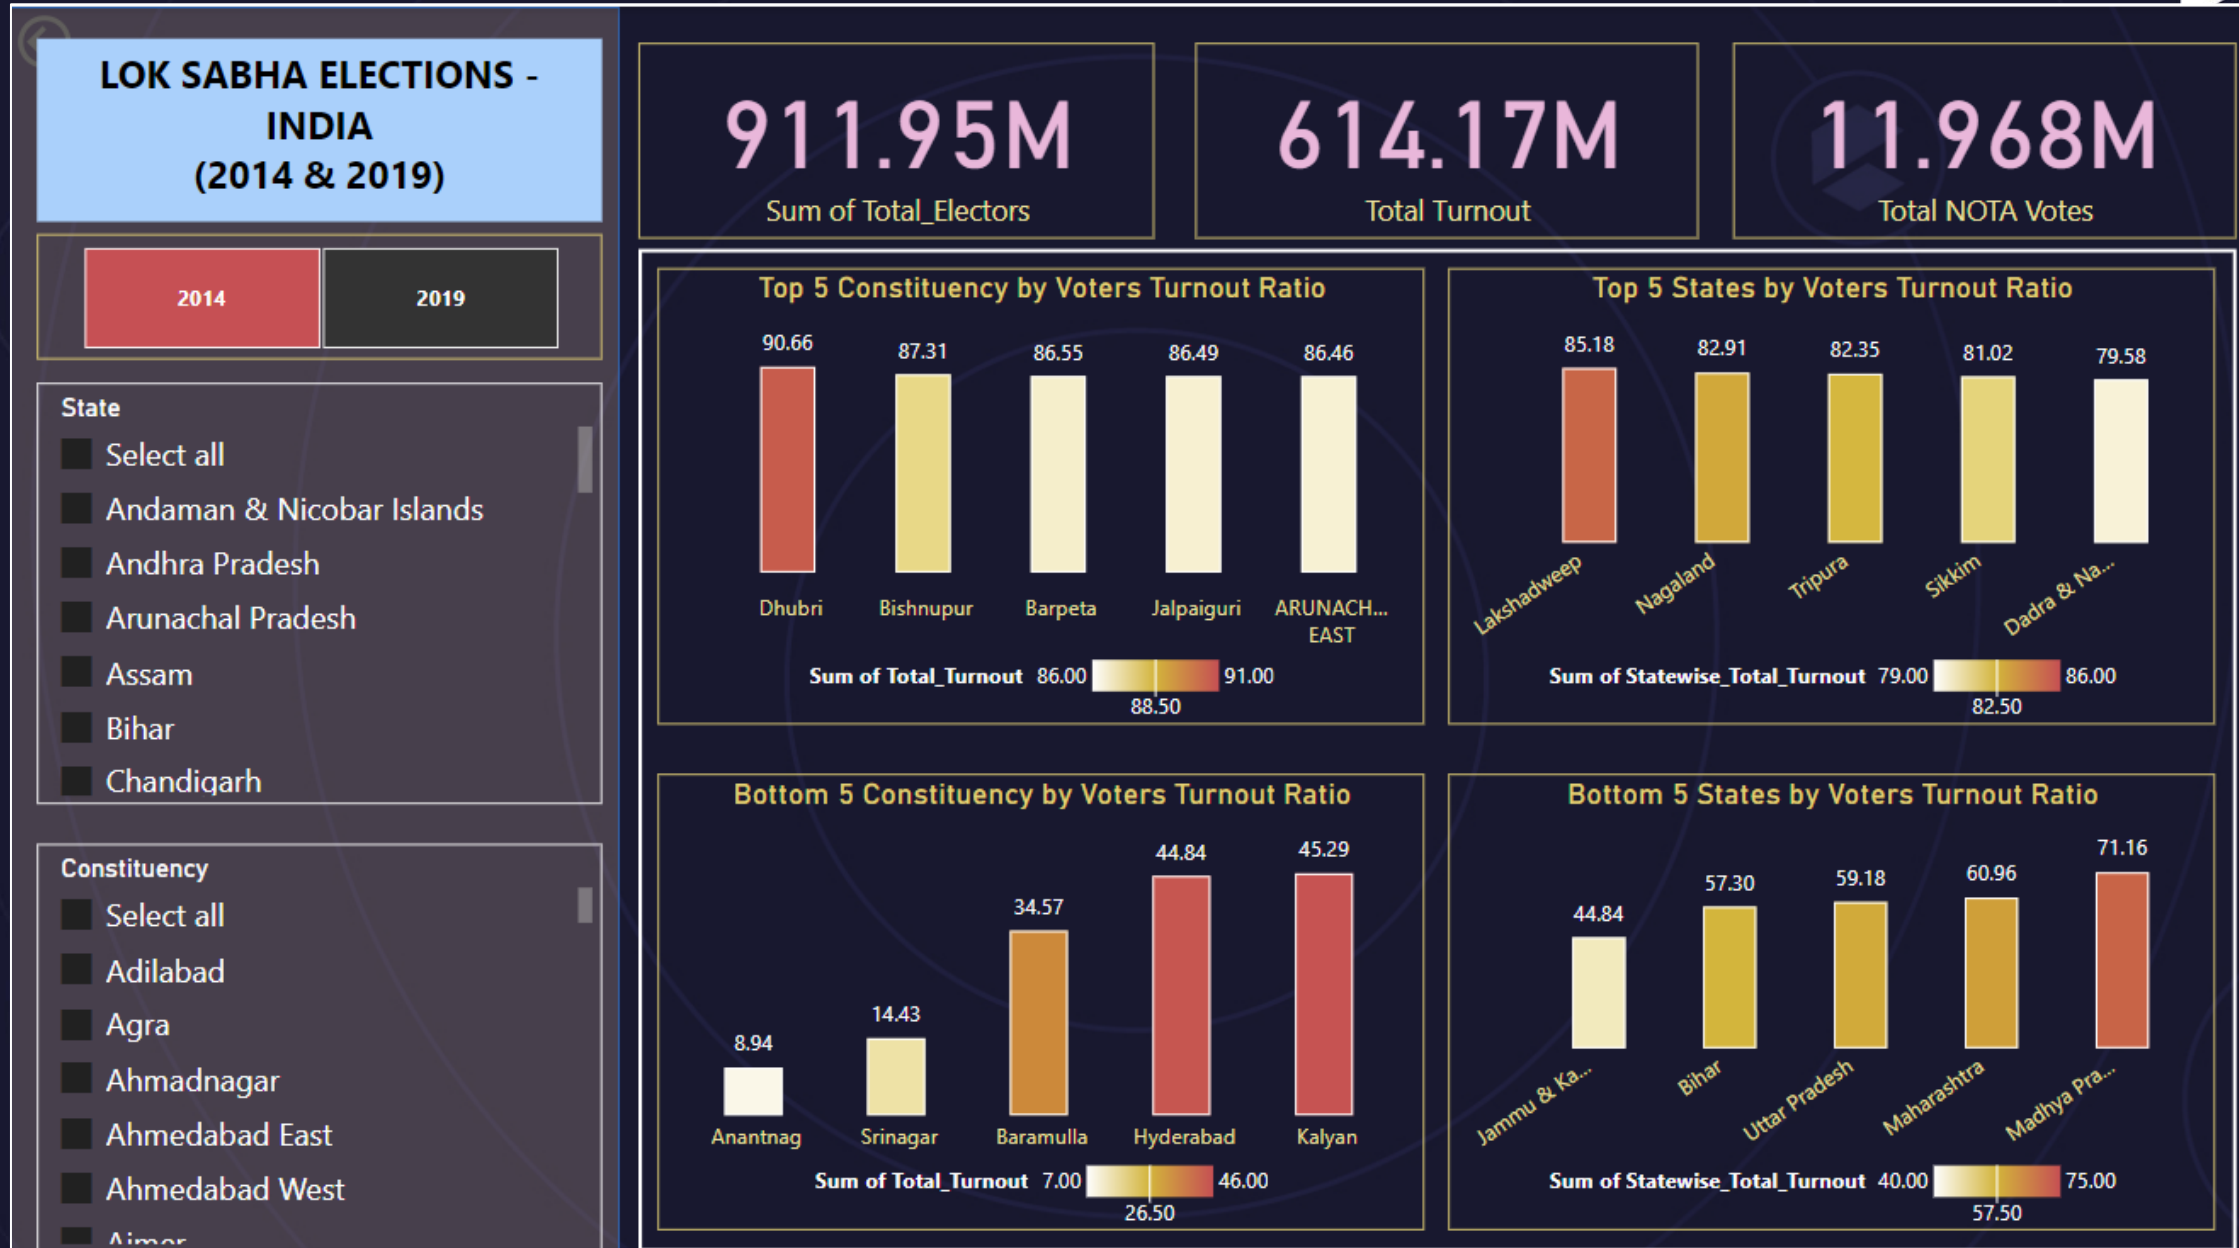 LOK SABHA ELECTIONS -
INDIA
(2014 & 2019)
2014
2019
State
Select all
Andaman & Nicobar Islands
Andhra Pradesh
Arunachal Pradesh
Assam
Bihar
Chandigarh
Constituency
Select all
Adilabad
Agra
Ahmadnagar
Ahmedabad East
Ahmedabad West
Ajmer
911.95M
Sum of Total_Electors
614.17M
Total Turnout
11.968M
Total NOTA Votes
Top 5 Constituency by Voters Turnout Ratio
90.66
87.31
86.55
86.49
86.46
Dhubri
Bishnupur
Barpeta
Jalpaiguri
ARUNACH...
EAST
Sum of Total_Turnout 86.00 91.00
88.50
Top 5 States by Voters Turnout Ratio
85.18
82.91
82.35
81.02
79.58
Lakshadweep
Nagaland
Tripura
Sikkim
Dadra & Na...
Sum of Statewise_Total_Turnout 79.00 86.00
82.50
Bottom 5 Constituency by Voters Turnout Ratio
8.94
14.43
34.57
44.84
45.29
Anantnag
Srinagar
Baramulla
Hyderabad
Kalyan
Sum of Total_Turnout 7.00 46.00
26.50
Bottom 5 States by Voters Turnout Ratio
44.84
57.30
59.18
60.96
71.16
Jammu & Ka...
Bihar
Uttar Pradesh
Maharashtra
Madhya Pra...
Sum of Statewise_Total_Turnout 40.00 75.00
57.50